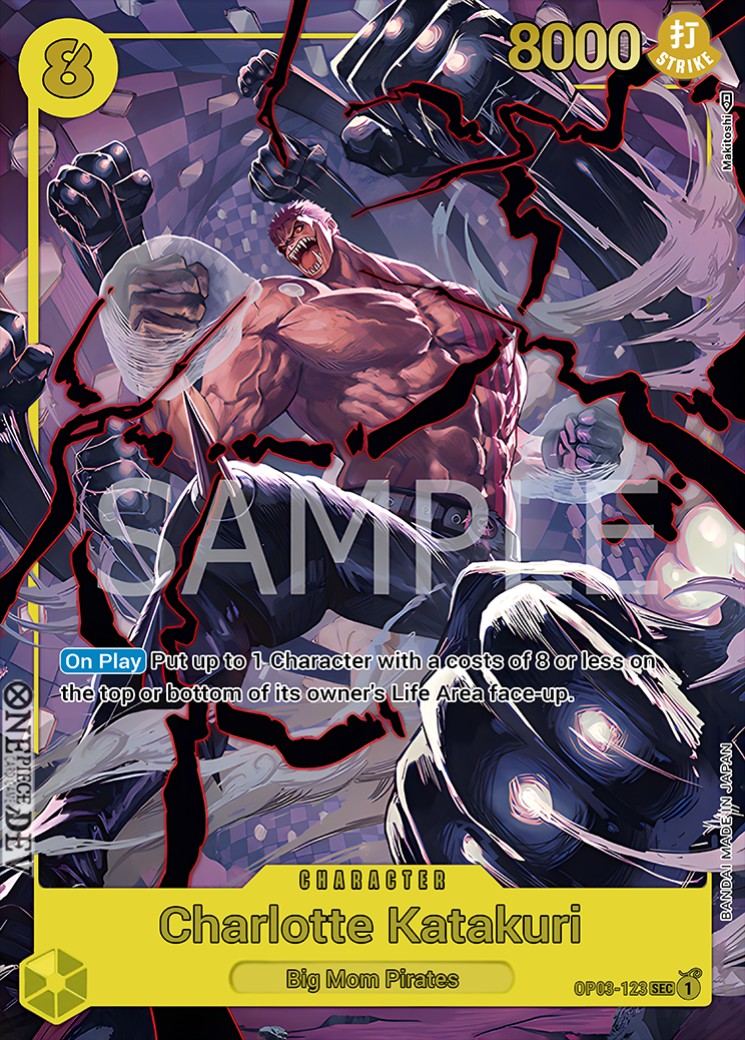 8
8000
打
STRIKE
Makitoshi
SAMPLE
On Play Put up to 1 Character with a costs of 8 or less on
the top or bottom of its owner's Life Area face-up.
ONE PIECE
DEV
BANDAI MADE IN JAPAN
CHARACTER
Charlotte Katakuri
Big Mom Pirates
OP03-123 SEC 1